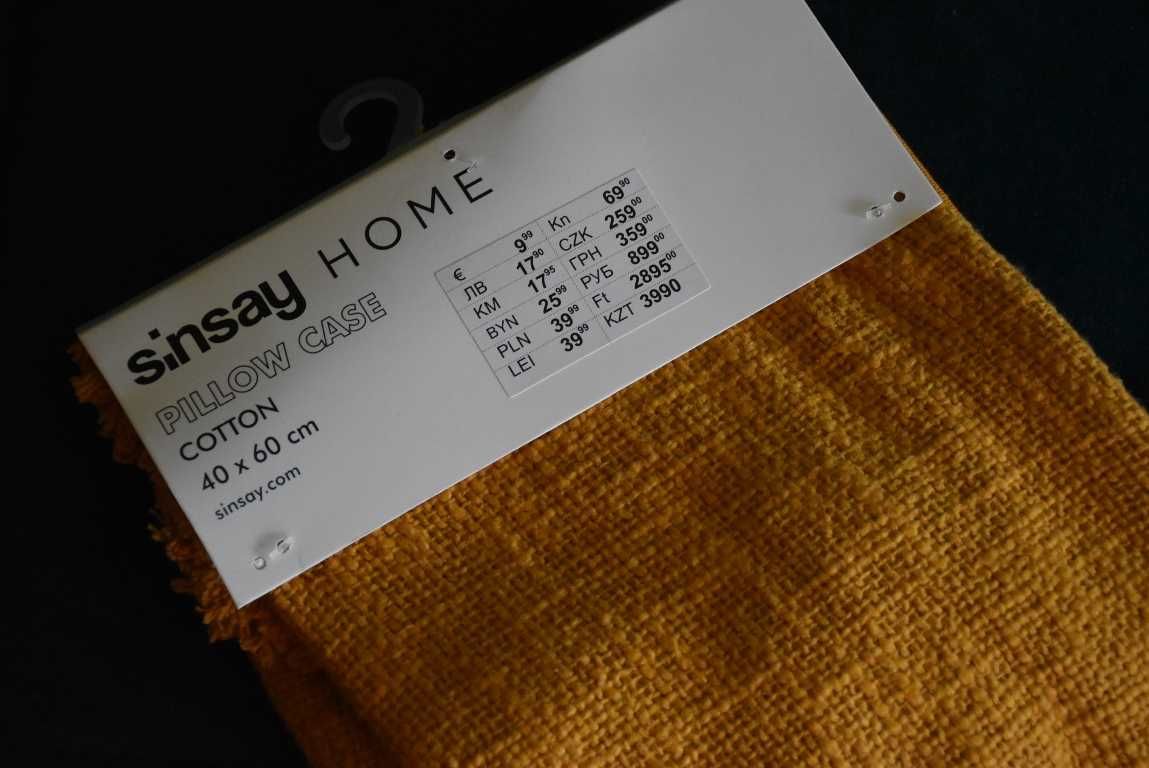 sinsay HOME
PILLOW CASE
COTTON
40 x 60 cm
sinsay.com
€ 9⁹⁹ Kn 69⁹⁰
ЛВ 17⁹⁰ CZK 259⁰⁰
KM 17⁹⁵ ГРН 359⁰⁰
BYN 25⁹⁹ РУБ 899⁰⁰
PLN 39⁹⁹ Ft 2895⁰⁰
LEI 39⁹⁹ KZT 3990